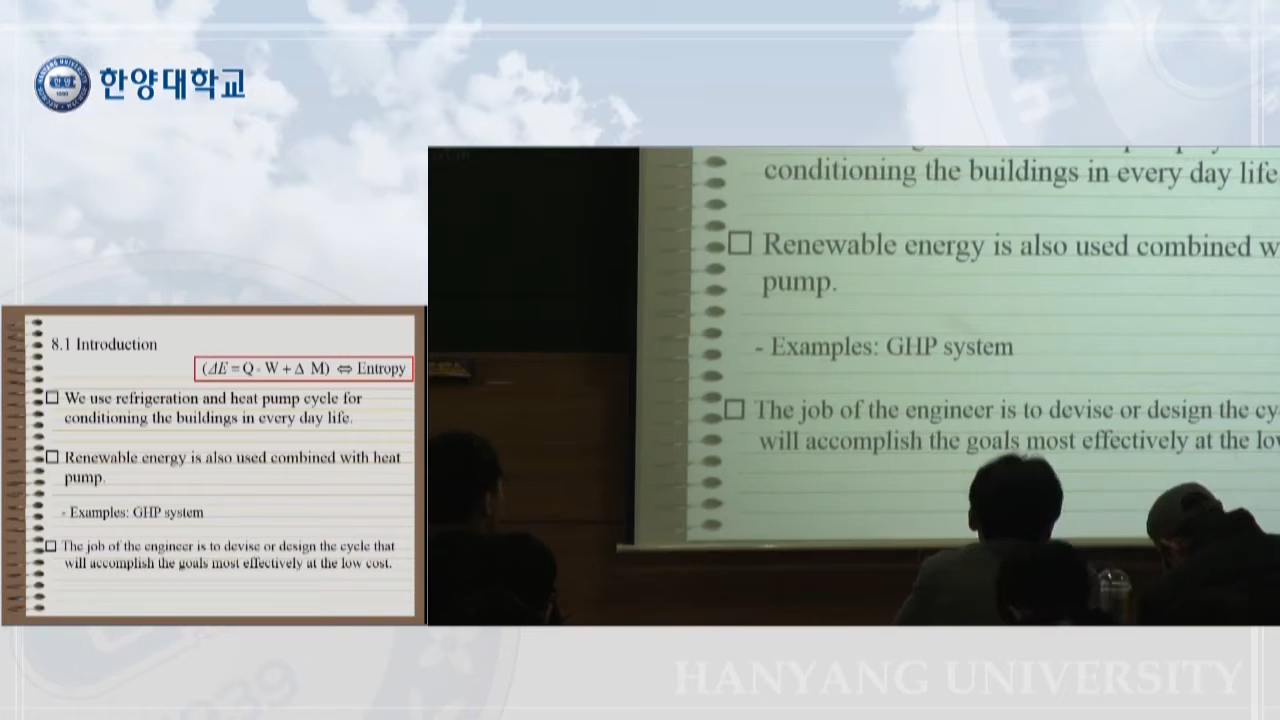 한양대학교
8.1 Introduction
(ΔE = Q - W + Δ M) ⇔ Entropy
□ We use refrigeration and heat pump cycle for
conditioning the buildings in every day life.
□ Renewable energy is also used combined with heat
pump.
- Examples: GHP system
□ The job of the engineer is to devise or design the cycle that
will accomplish the goals most effectively at the low cost.
conditioning the buildings in every day life
□ Renewable energy is also used combined w
pump.
- Examples: GHP system
□ The job of the engineer is to devise or design the cy
will accomplish the goals most effectively at the lov
HANYANG UNIVERSITY